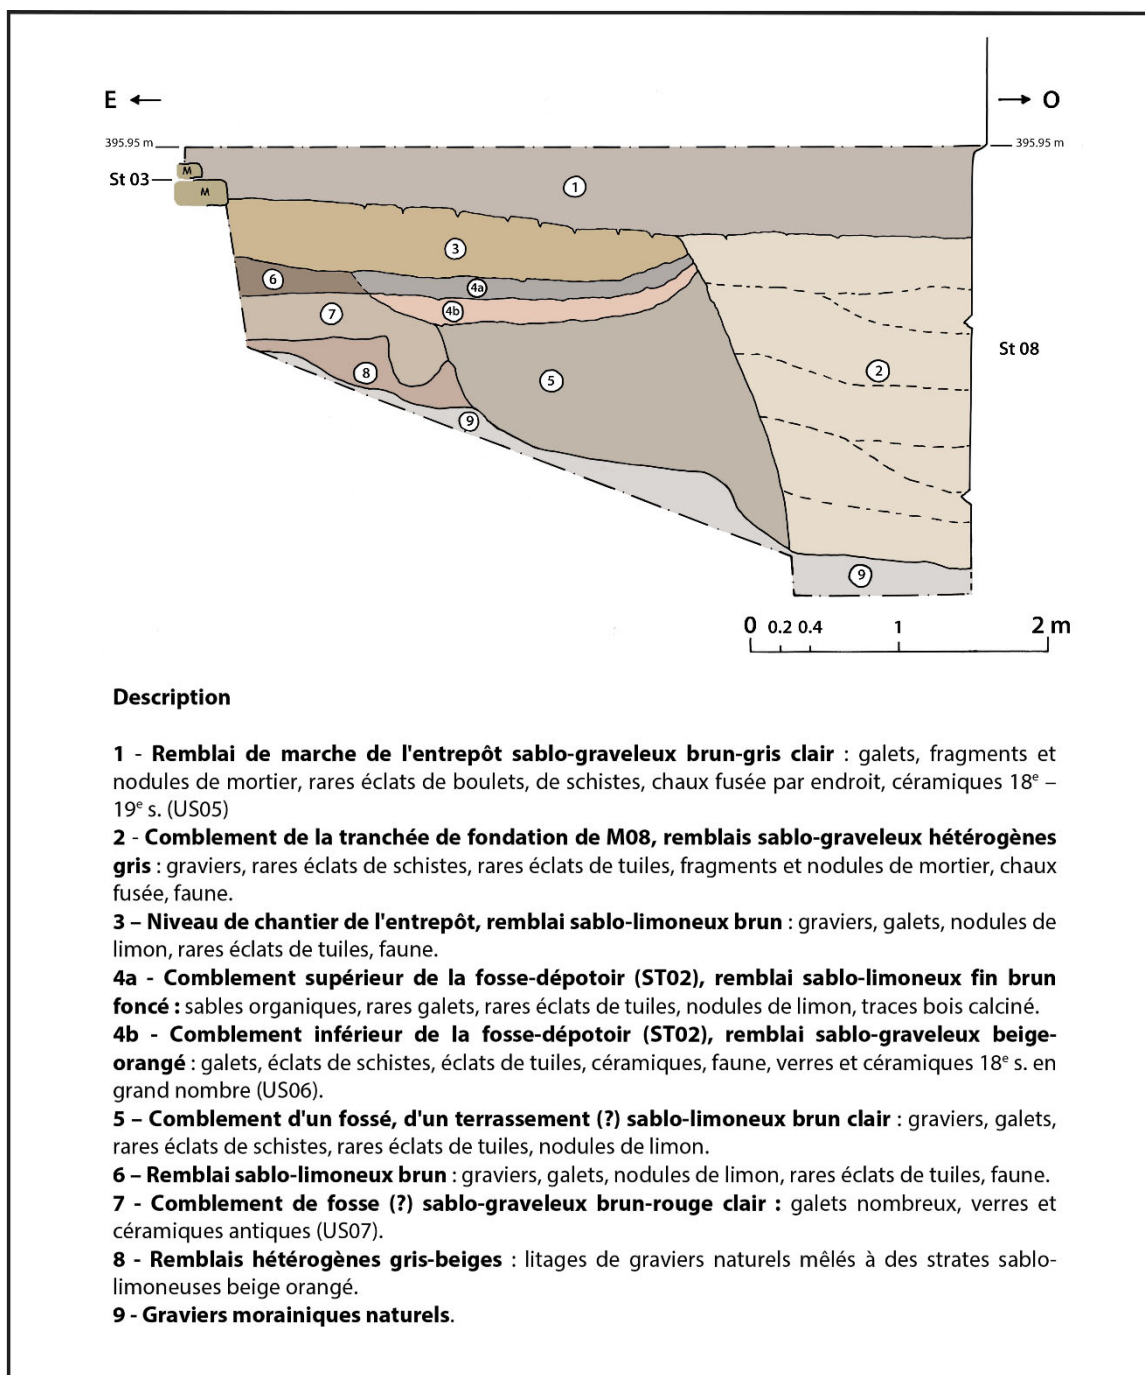 E ← → O
395.95 m 395.95 m
M
St 03 M 1
3
6 4a
4b
7
St 08
8 5 2
9
9
0 0.2 0.4 1 2 m
Description
1 - Remblai de marche de l'entrepôt sablo-graveleux brun-gris clair : galets, fragments et
nodules de mortier, rares éclats de boulets, de schistes, chaux fusée par endroit, céramiques 18e –
19e s. (US05)
2 - Comblement de la tranchée de fondation de M08, remblais sablo-graveleux hétérogènes
gris : graviers, rares éclats de schistes, rares éclats de tuiles, fragments et nodules de mortier, chaux
fusée, faune.
3 – Niveau de chantier de l'entrepôt, remblai sablo-limoneux brun : graviers, galets, nodules de
limon, rares éclats de tuiles, faune.
4a - Comblement supérieur de la fosse-dépotoir (ST02), remblai sablo-limoneux fin brun
foncé : sables organiques, rares galets, rares éclats de tuiles, nodules de limon, traces bois calciné.
4b - Comblement inférieur de la fosse-dépotoir (ST02), remblai sablo-graveleux beige-
orangé : galets, éclats de schistes, éclats de tuiles, céramiques, faune, verres et céramiques 18e s. en
grand nombre (US06).
5 – Comblement d'un fossé, d'un terrassement (?) sablo-limoneux brun clair : graviers, galets,
rares éclats de schistes, rares éclats de tuiles, nodules de limon.
6 – Remblai sablo-limoneux brun : graviers, galets, nodules de limon, rares éclats de tuiles, faune.
7 - Comblement de fosse (?) sablo-graveleux brun-rouge clair : galets nombreux, verres et
céramiques antiques (US07).
8 - Remblais hétérogènes gris-beiges : litages de graviers naturels mêlés à des strates sablo-
limoneuses beige orangé.
9 - Graviers morainiques naturels.